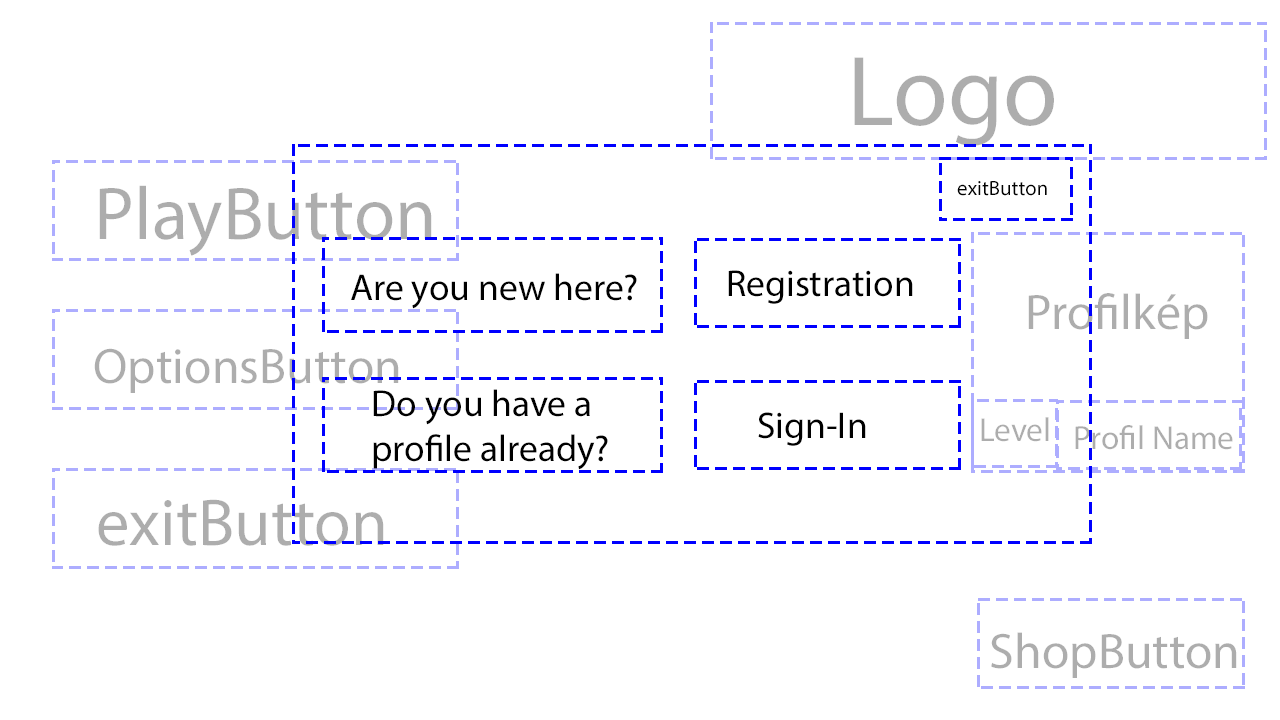 Logo
exitButton
PlayButton
Are you new here?
Registration
Profilkép
OptionsButton
Do you have a
profile already?
Sign-In
Level
Profil Name
exitButton
ShopButton